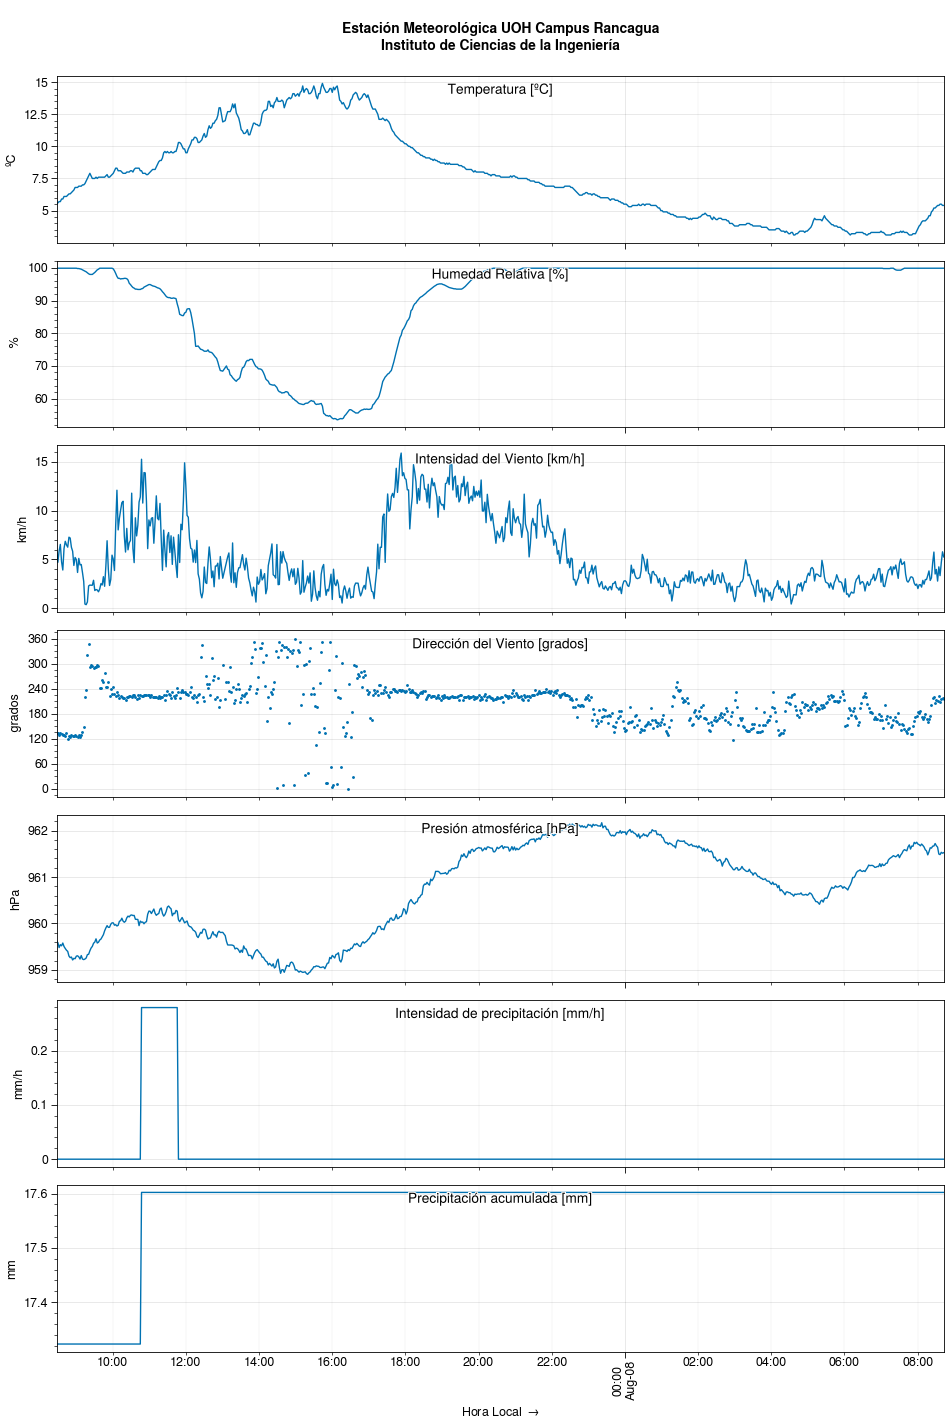 Estación Meteorológica UOH Campus Rancagua
Instituto de Ciencias de la Ingeniería
Temperatura [ºC]
15
12.5
10
7.5
5
ºC
Humedad Relativa [%]
100
90
80
70
60
%
Intensidad del Viento [km/h]
15
10
5
0
km/h
Dirección del Viento [grados]
360
300
240
180
120
60
0
grados
Presión atmosférica [hPa]
962
961
960
959
hPa
Intensidad de precipitación [mm/h]
0.2
0.1
0
mm/h
Precipitación acumulada [mm]
17.6
17.5
17.4
mm
10:00 12:00 14:00 16:00 18:00 20:00 22:00 00:00 02:00 04:00 06:00 08:00
Aug-08
Hora Local →